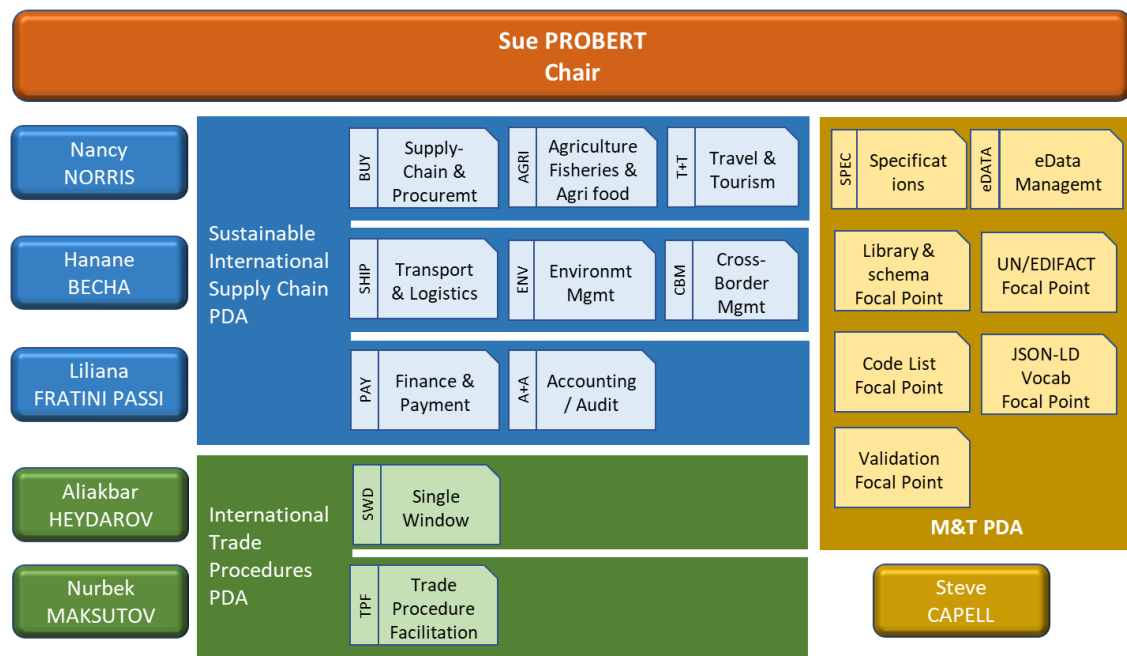 Sue PROBERT
Chair
Nancy
NORRIS
Hanane
BECHA
Liliana
FRATINI PASSI
Aliakbar
HEYDAROV
Nurbek
MAKSUTOV
Sustainable
International
Supply Chain
PDA
BUY
Supply-
Chain &
Procuremt
AGRI
Agriculture
Fisheries &
Agri food
T+T
Travel &
Tourism
SHIP
Transport
& Logistics
ENV
Environmt
Mgmt
CBM
Cross-
Border
Mgmt
PAY
Finance &
Payment
A+A
Accounting
/ Audit
International
Trade
Procedures
PDA
SWD
Single
Window
TPF
Trade
Procedure
Facilitation
SPEC
Specificat
ions
eDATA
eData
Managemt
Library &
schema
Focal Point
UN/EDIFACT
Focal Point
Code List
Focal Point
JSON-LD
Vocab
Focal Point
Validation
Focal Point
M&T PDA
Steve
CAPELL